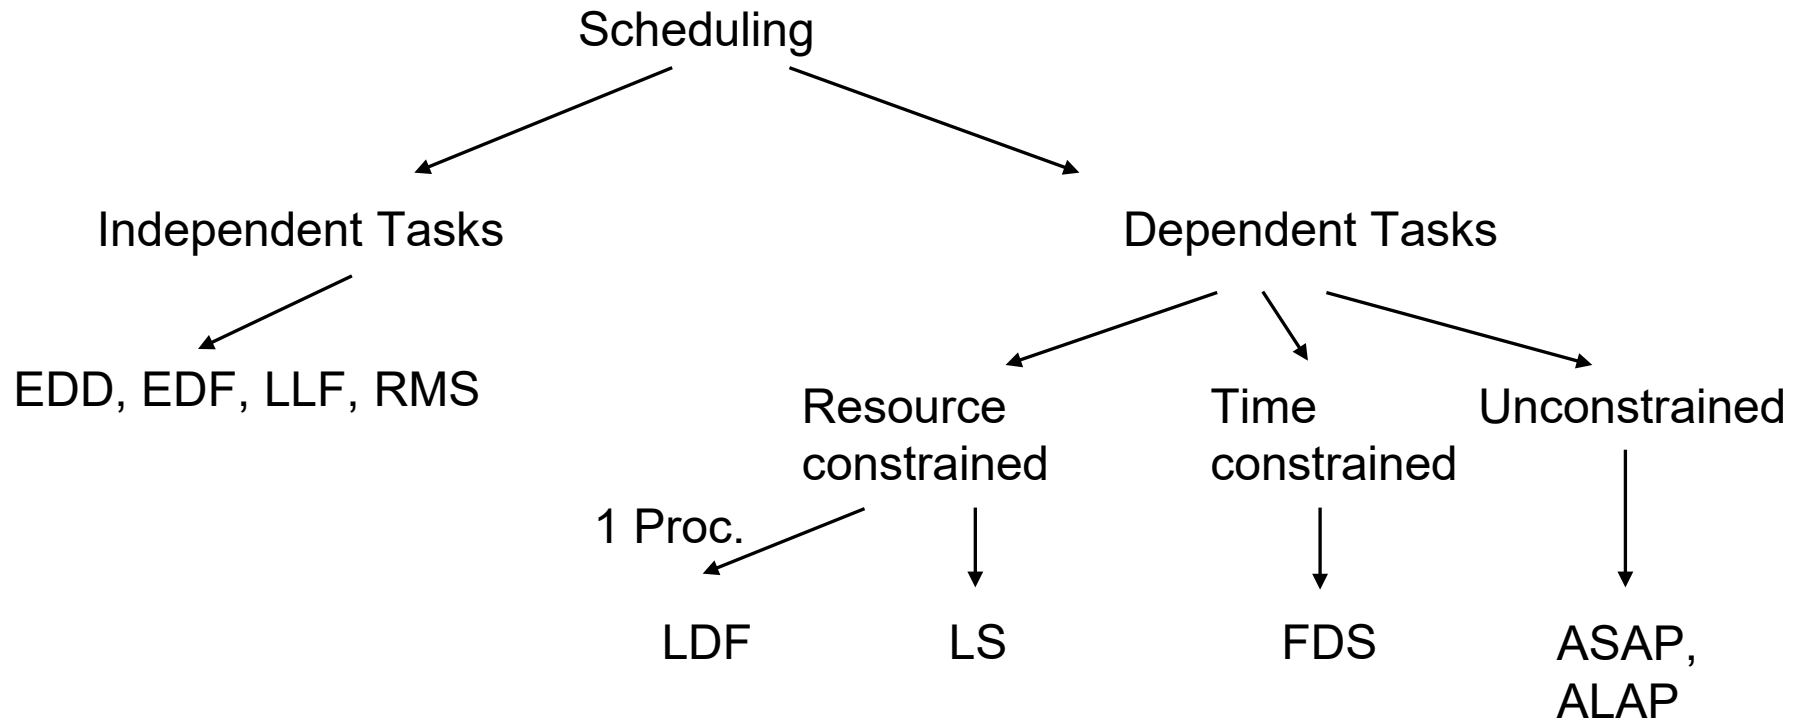 Scheduling
Independent Tasks
Dependent Tasks
EDD, EDF, LLF, RMS
Resource
constrained
Time
constrained
Unconstrained
1 Proc.
LDF
LS
FDS
ASAP,
ALAP